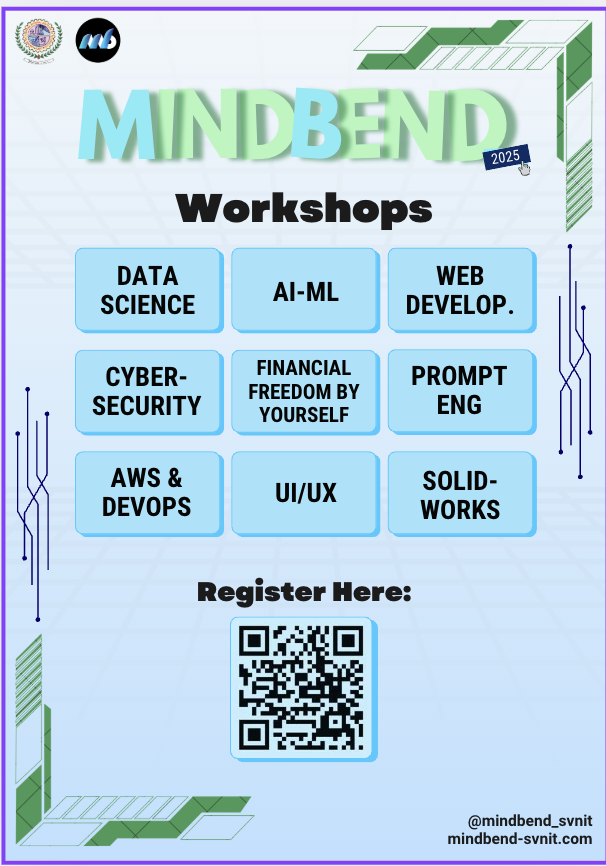 mb
MINDBEND
2025
Workshops
DATA
SCIENCE
AI-ML
WEB
DEVELOP.
CYBER-
SECURITY
FINANCIAL
FREEDOM BY
YOURSELF
PROMPT
ENG
AWS &
DEVOPS
UI/UX
SOLID-
WORKS
Register Here:
@mindbend_svnit
mindbend-svnit.com